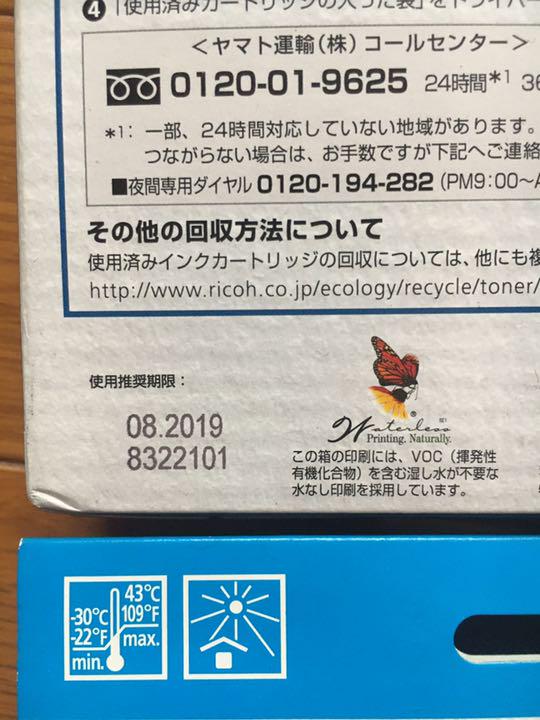 ❹「使用済みカートリッジの入った袋」をドライバー
＜ヤマト運輸(株) コールセンター＞
0120-01-9625 24時間*1 36
*1: 一部、24時間対応していない地域があります。
つながらない場合は、お手数ですが下記へご連絡
■夜間専用ダイヤル 0120-194-282 (PM9:00〜A
その他の回収方法について
使用済みインクカートリッジの回収については、他にも複
http://www.ricoh.co.jp/ecology/recycle/toner/
使用推奨期限：
08.2019
8322101
Waterless
Printing. Naturally.
この箱の印刷には、VOC（揮発性
有機化合物）を含む湿し水が不要な
水なし印刷を採用しています。
43℃
-30℃ 109°F
-22°F max.
min.